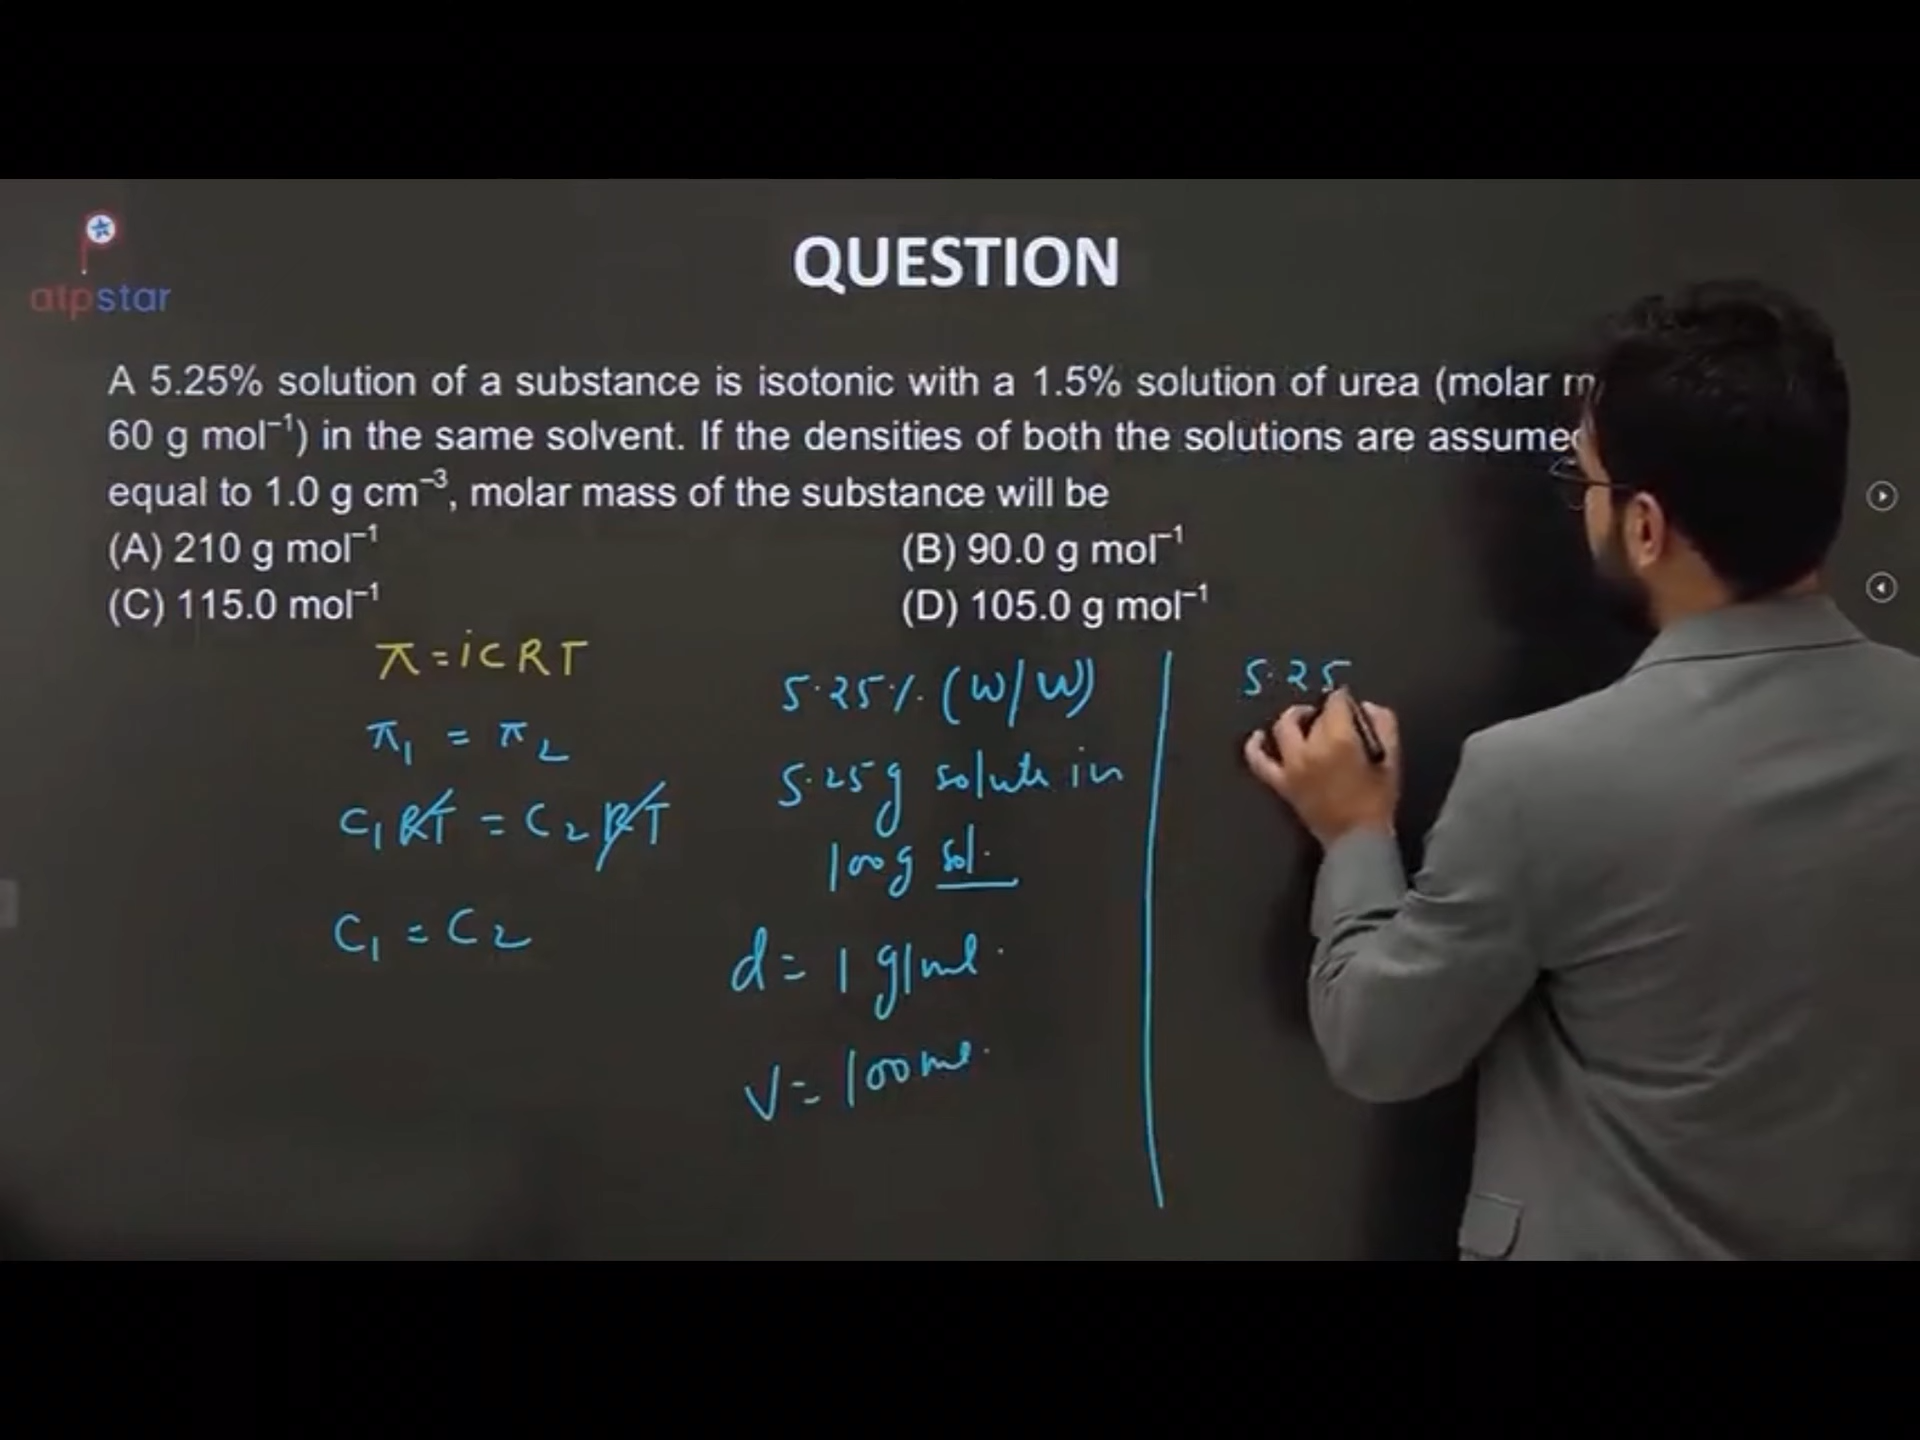 atpstar
QUESTION
A 5.25% solution of a substance is isotonic with a 1.5% solution of urea (molar
60 g mol⁻¹) in the same solvent. If the densities of both the solutions are assumed
equal to 1.0 g cm⁻³, molar mass of the substance will be
(A) 210 g mol⁻¹ (B) 90.0 g mol⁻¹
(C) 115.0 mol⁻¹ (D) 105.0 g mol⁻¹
π = iCRT
π₁ = π₂
C₁RT = C₂RT
C₁ = C₂
5.25% (W/W)
5.25g solute in
100g sol.
d = 1 g/ml.
V = 100 ml.
5.25